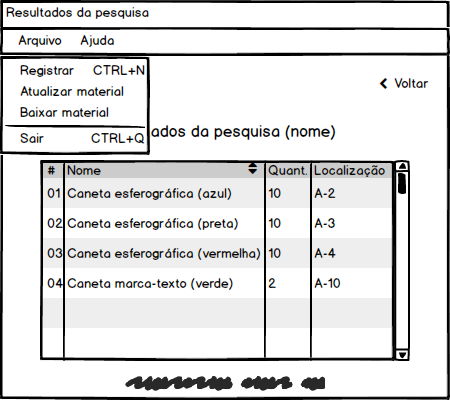 Resultados da pesquisa
Arquivo Ajuda
Registrar CTRL+N
Atualizar material
Baixar material
Sair CTRL+Q
Voltar
ados da pesquisa (nome)
# Nome Quant. Localização
01 Caneta esferográfica (azul) 10 A-2
02 Caneta esferográfica (preta) 10 A-3
03 Caneta esferográfica (vermelha) 10 A-4
04 Caneta marca-texto (verde) 2 A-10